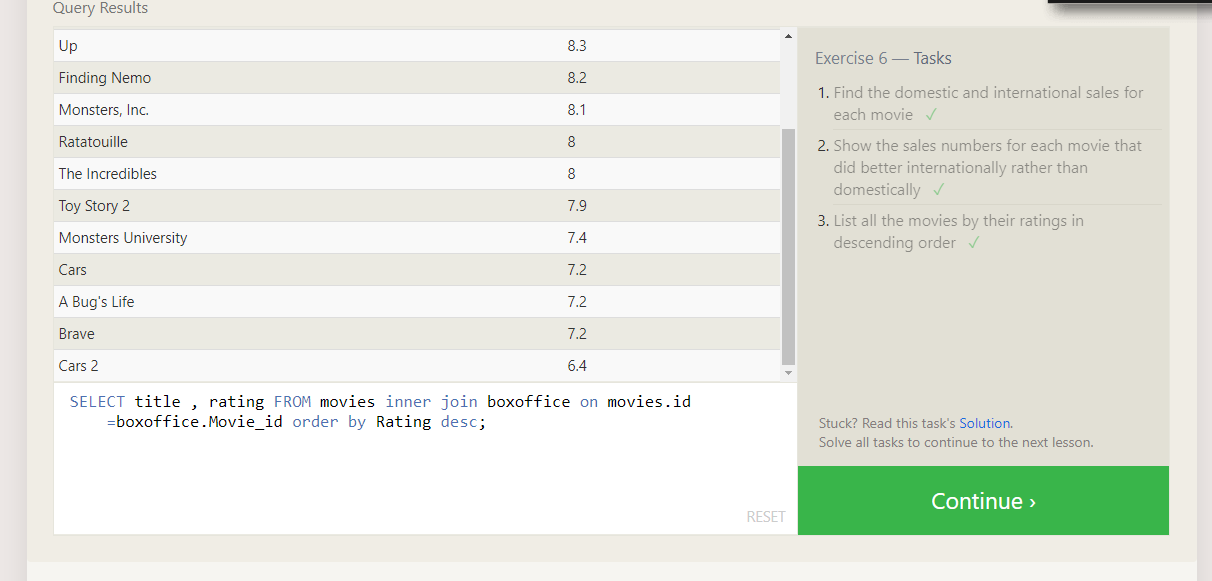 Query Results
Up 8.3
Finding Nemo 8.2
Monsters, Inc. 8.1
Ratatouille 8
The Incredibles 8
Toy Story 2 7.9
Monsters University 7.4
Cars 7.2
A Bug's Life 7.2
Brave 7.2
Cars 2 6.4
SELECT title , rating FROM movies inner join boxoffice on movies.id
=boxoffice.Movie_id order by Rating desc;
RESET
Exercise 6 — Tasks
1. Find the domestic and international sales for
each movie ✓
2. Show the sales numbers for each movie that
did better internationally rather than
domestically ✓
3. List all the movies by their ratings in
descending order ✓
Stuck? Read this task's Solution.
Solve all tasks to continue to the next lesson.
Continue ›